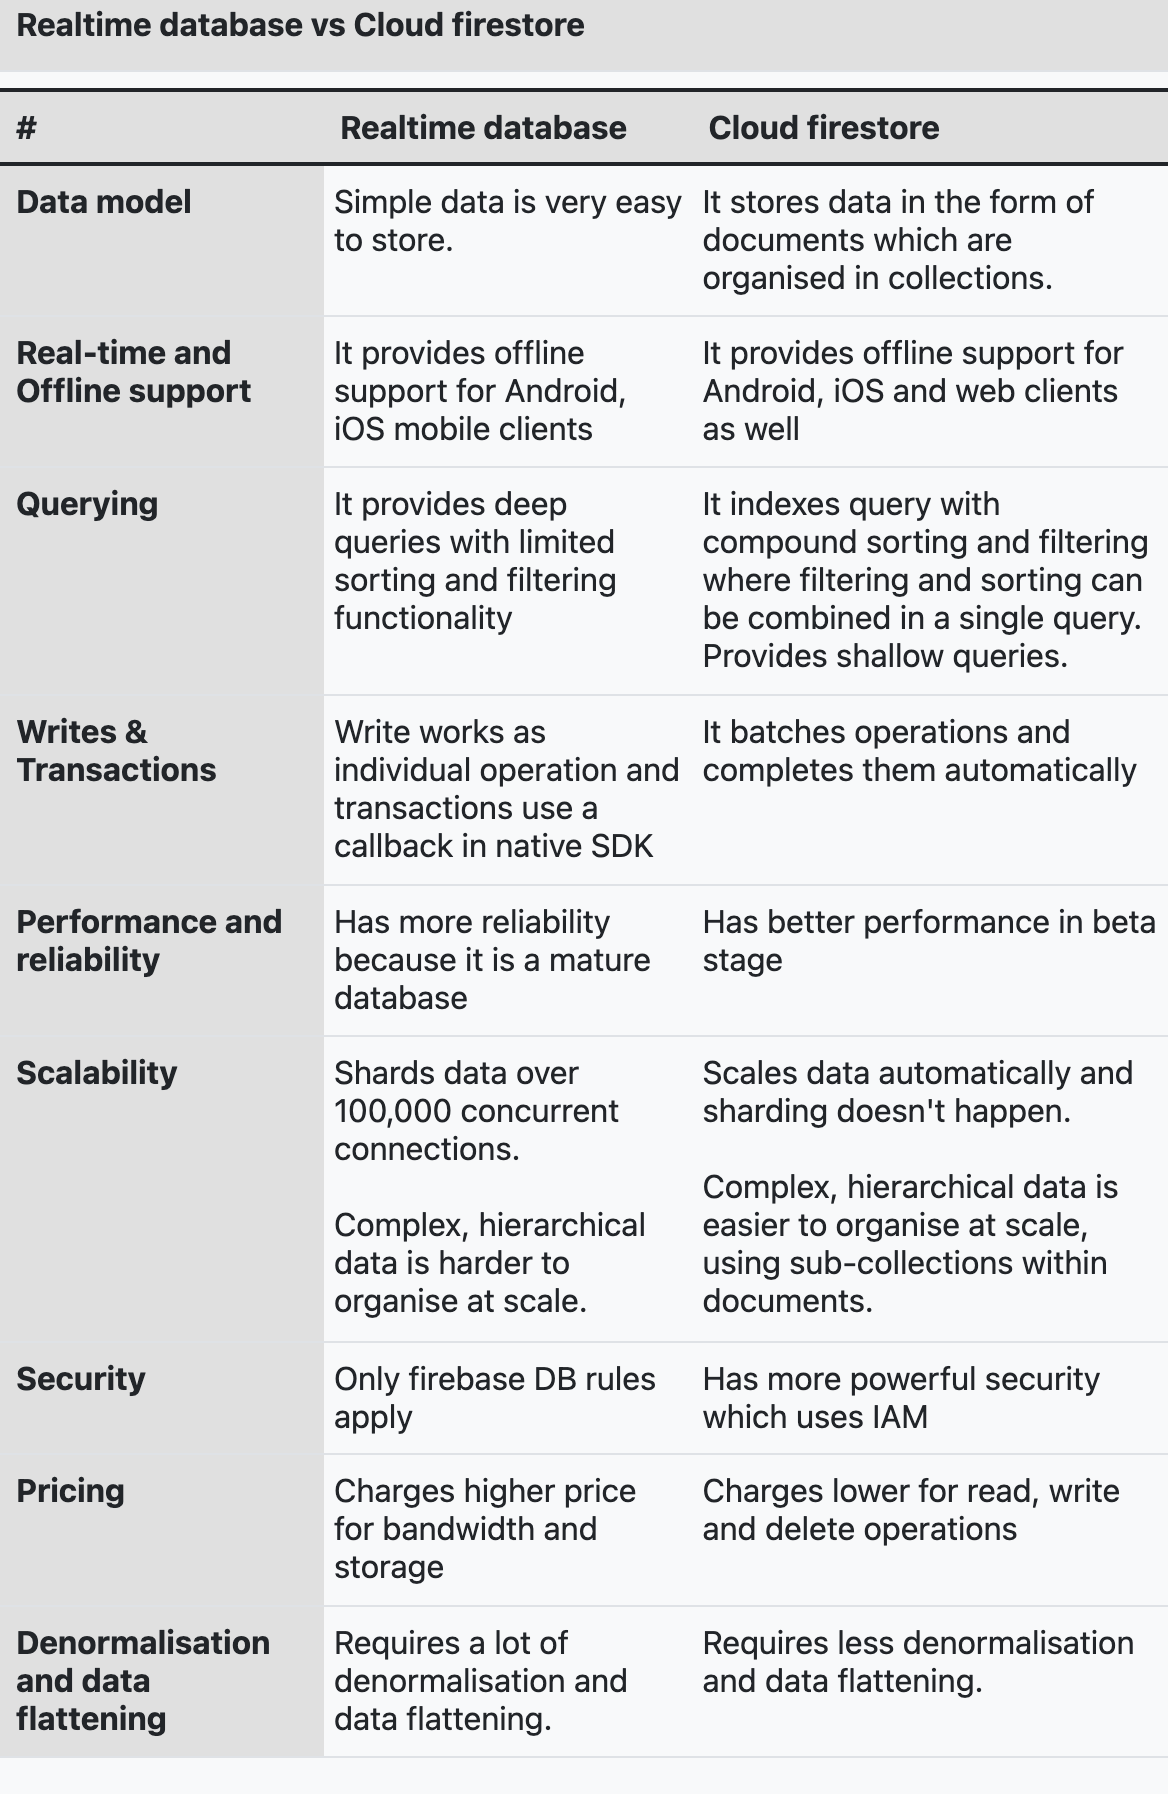 Realtime database vs Cloud firestore
# Realtime database Cloud firestore
Data model
Simple data is very easy
to store.
It stores data in the form of
documents which are
organised in collections.
Real-time and
Offline support
It provides offline
support for Android,
iOS mobile clients
It provides offline support for
Android, iOS and web clients
as well
Querying
It provides deep
queries with limited
sorting and filtering
functionality
It indexes query with
compound sorting and filtering
where filtering and sorting can
be combined in a single query.
Provides shallow queries.
Writes &
Transactions
Write works as
individual operation and
transactions use a
callback in native SDK
It batches operations and
completes them automatically
Performance and
reliability
Has more reliability
because it is a mature
database
Has better performance in beta
stage
Scalability
Shards data over
100,000 concurrent
connections.
Complex, hierarchical
data is harder to
organise at scale.
Scales data automatically and
sharding doesn't happen.
Complex, hierarchical data is
easier to organise at scale,
using sub-collections within
documents.
Security
Only firebase DB rules
apply
Has more powerful security
which uses IAM
Pricing
Charges higher price
for bandwidth and
storage
Charges lower for read, write
and delete operations
Denormalisation
and data
flattening
Requires a lot of
denormalisation and
data flattening.
Requires less denormalisation
and data flattening.